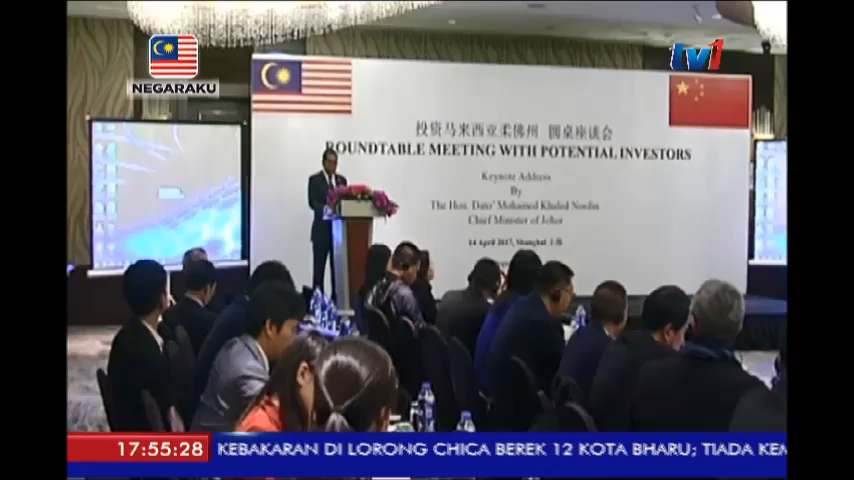 NEGARAKU
tv1
投资马来西亚柔佛州 圆桌座谈会
ROUNDTABLE MEETING WITH POTENTIAL INVESTORS
Keynote Address
By
The Hon. Dato' Mohamed Khaled Nordin
Chief Minister of Johor
14 April 2017, Shanghai 上海
17:55:28 KEBAKARAN DI LORONG CHICA BEREK 12 KOTA BHARU; TIADA KEM